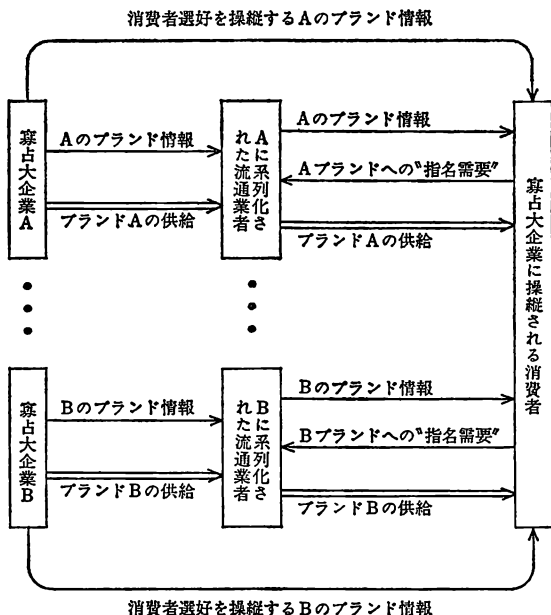 消費者選好を操縦するAのブランド情報
寡占大企業A
Aのブランド情報
ブランドAの供給
Aに系列化さ
れた流通業者
Aのブランド情報
Aブランドへの〝指名需要〟
ブランドAの供給
寡占大企業に操縦される消費者
寡占大企業B
Bのブランド情報
ブランドBの供給
Bに系列化さ
れた流通業者
Bのブランド情報
Bブランドへの〝指名需要〟
ブランドBの供給
消費者選好を操縦するBのブランド情報